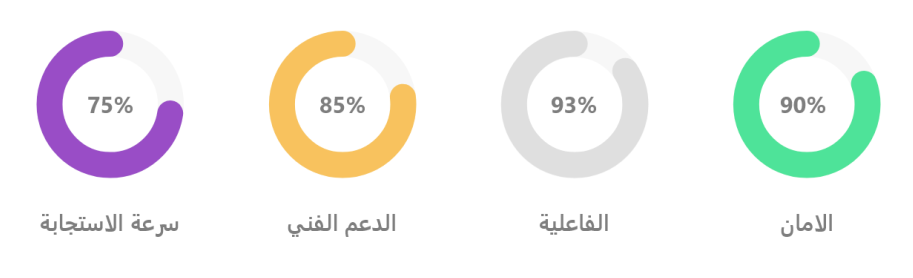 90%
93%
85%
75%
الامان
الفاعلية
الدعم الفني
سرعة الاستجابة